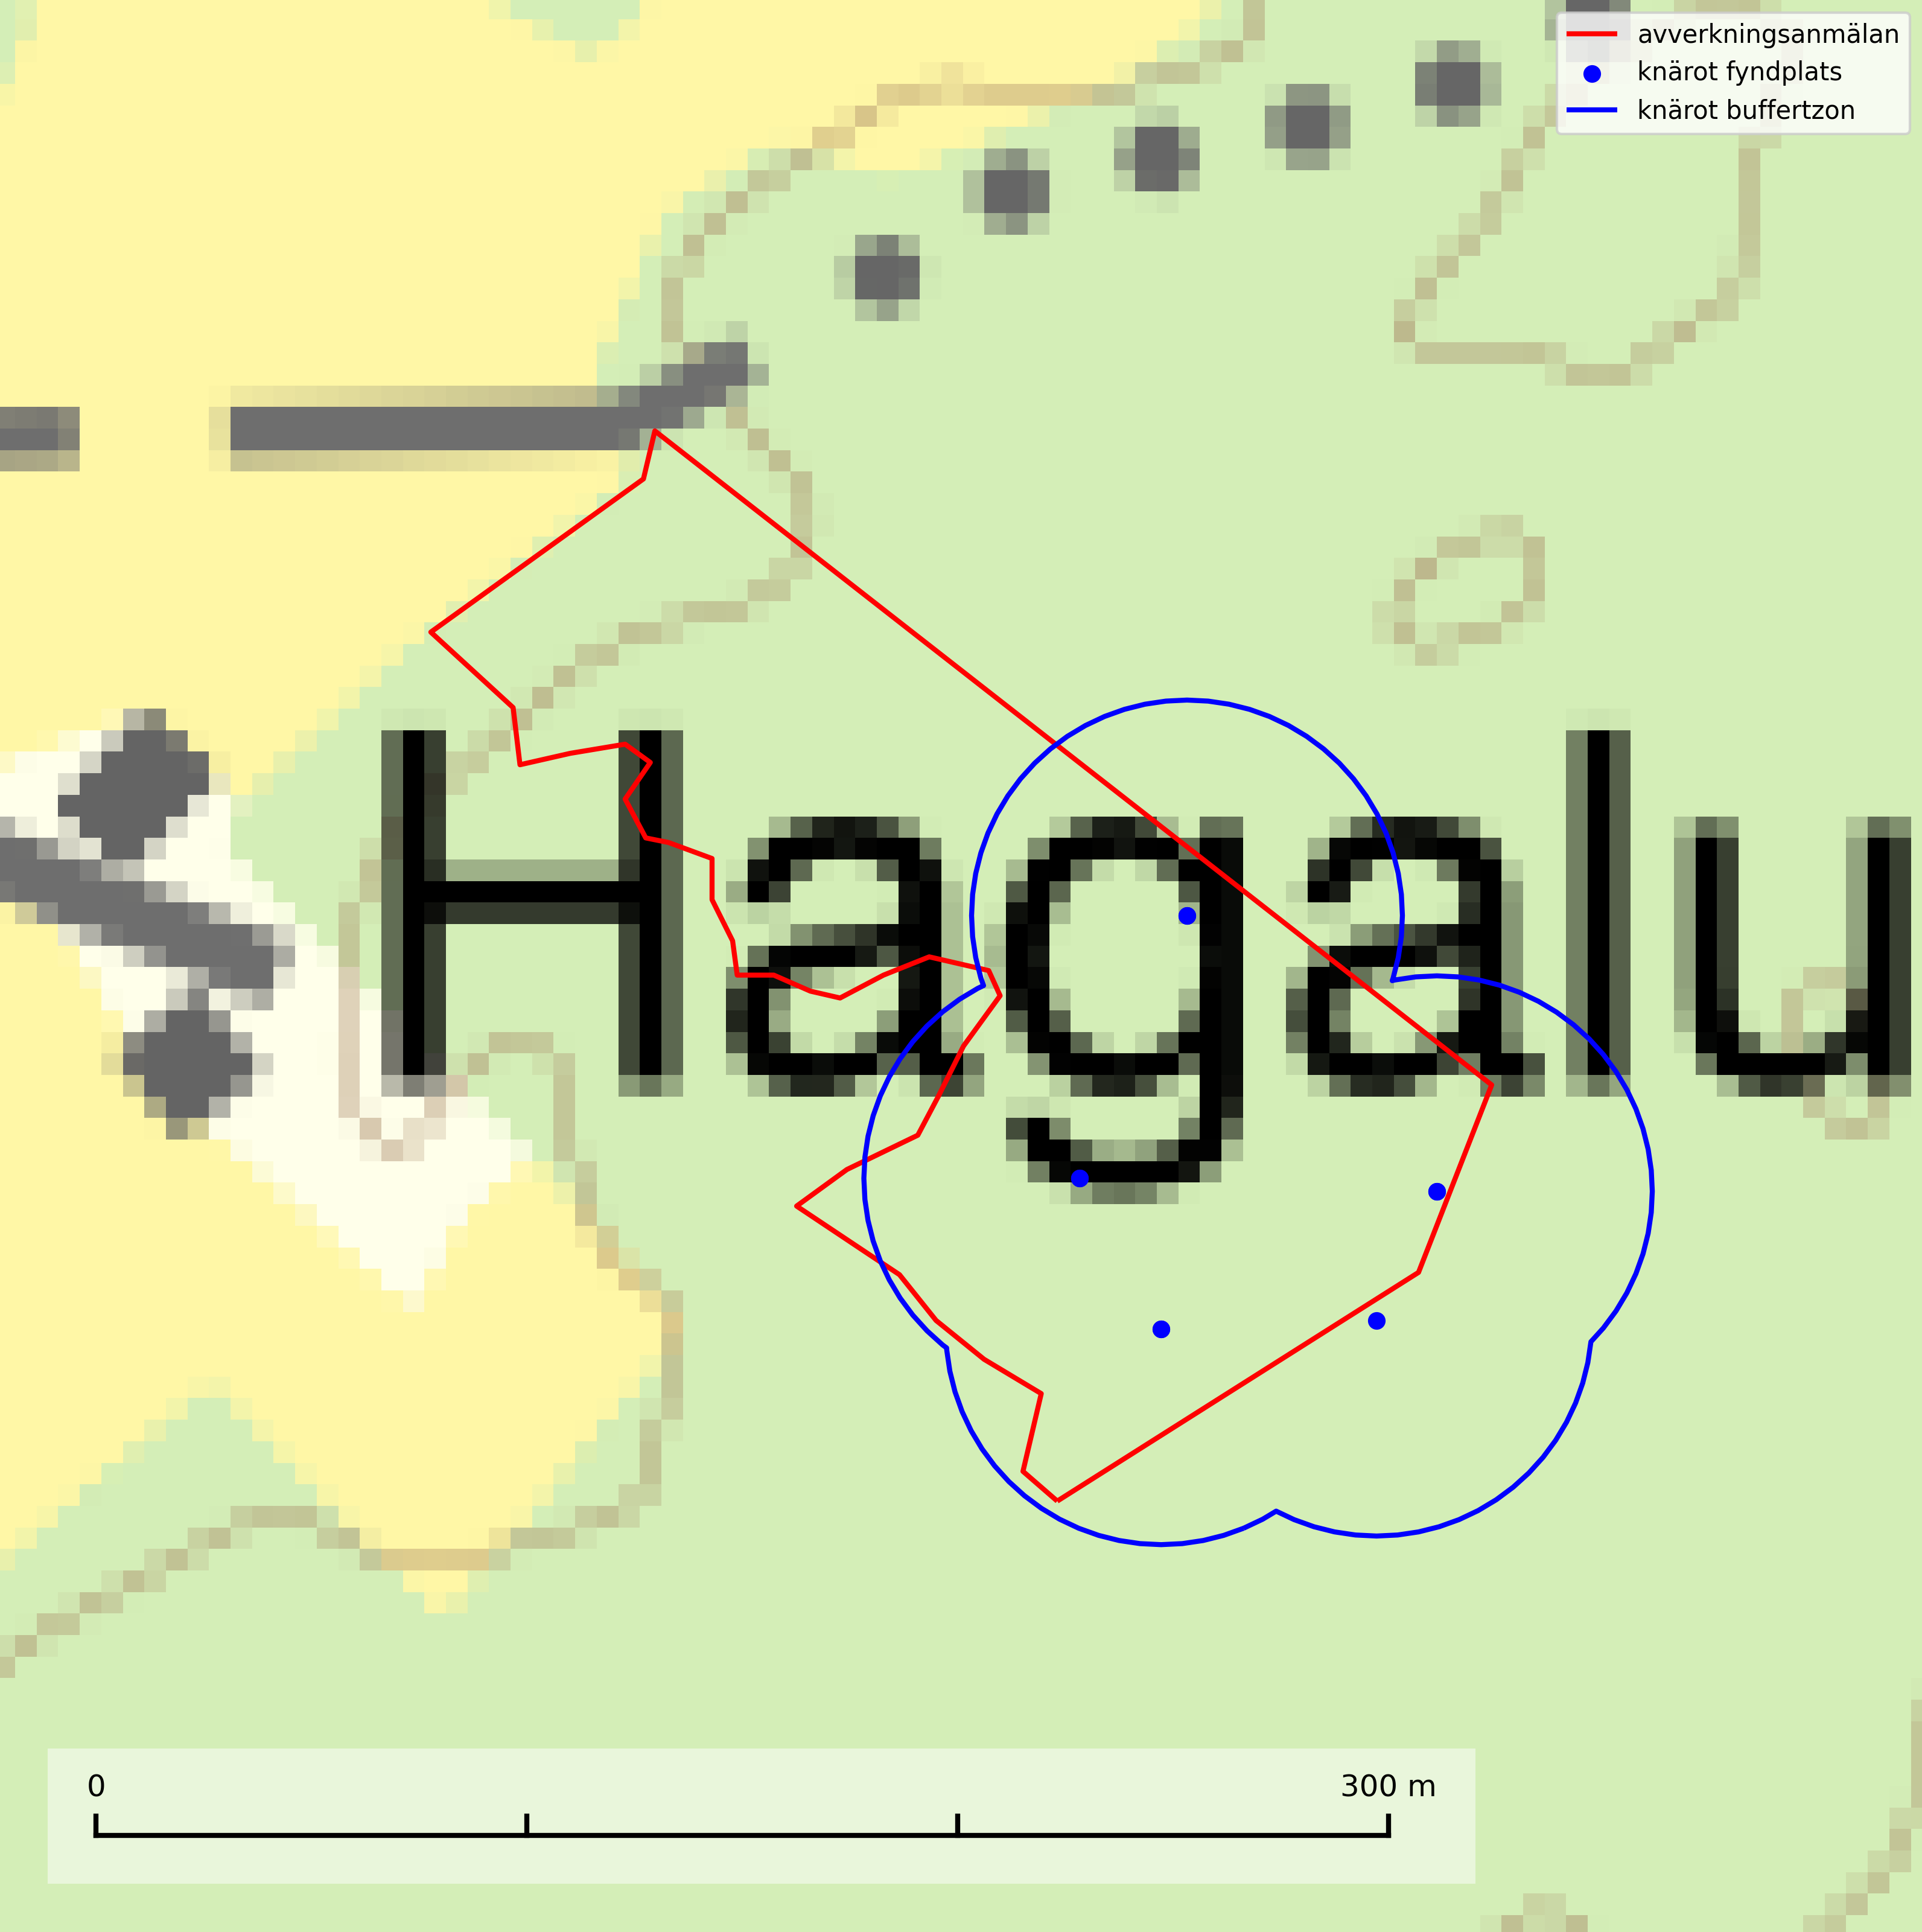 avverkningsanmälan
knärot fyndplats
knärot buffertzon
Hagalu
0 300 m